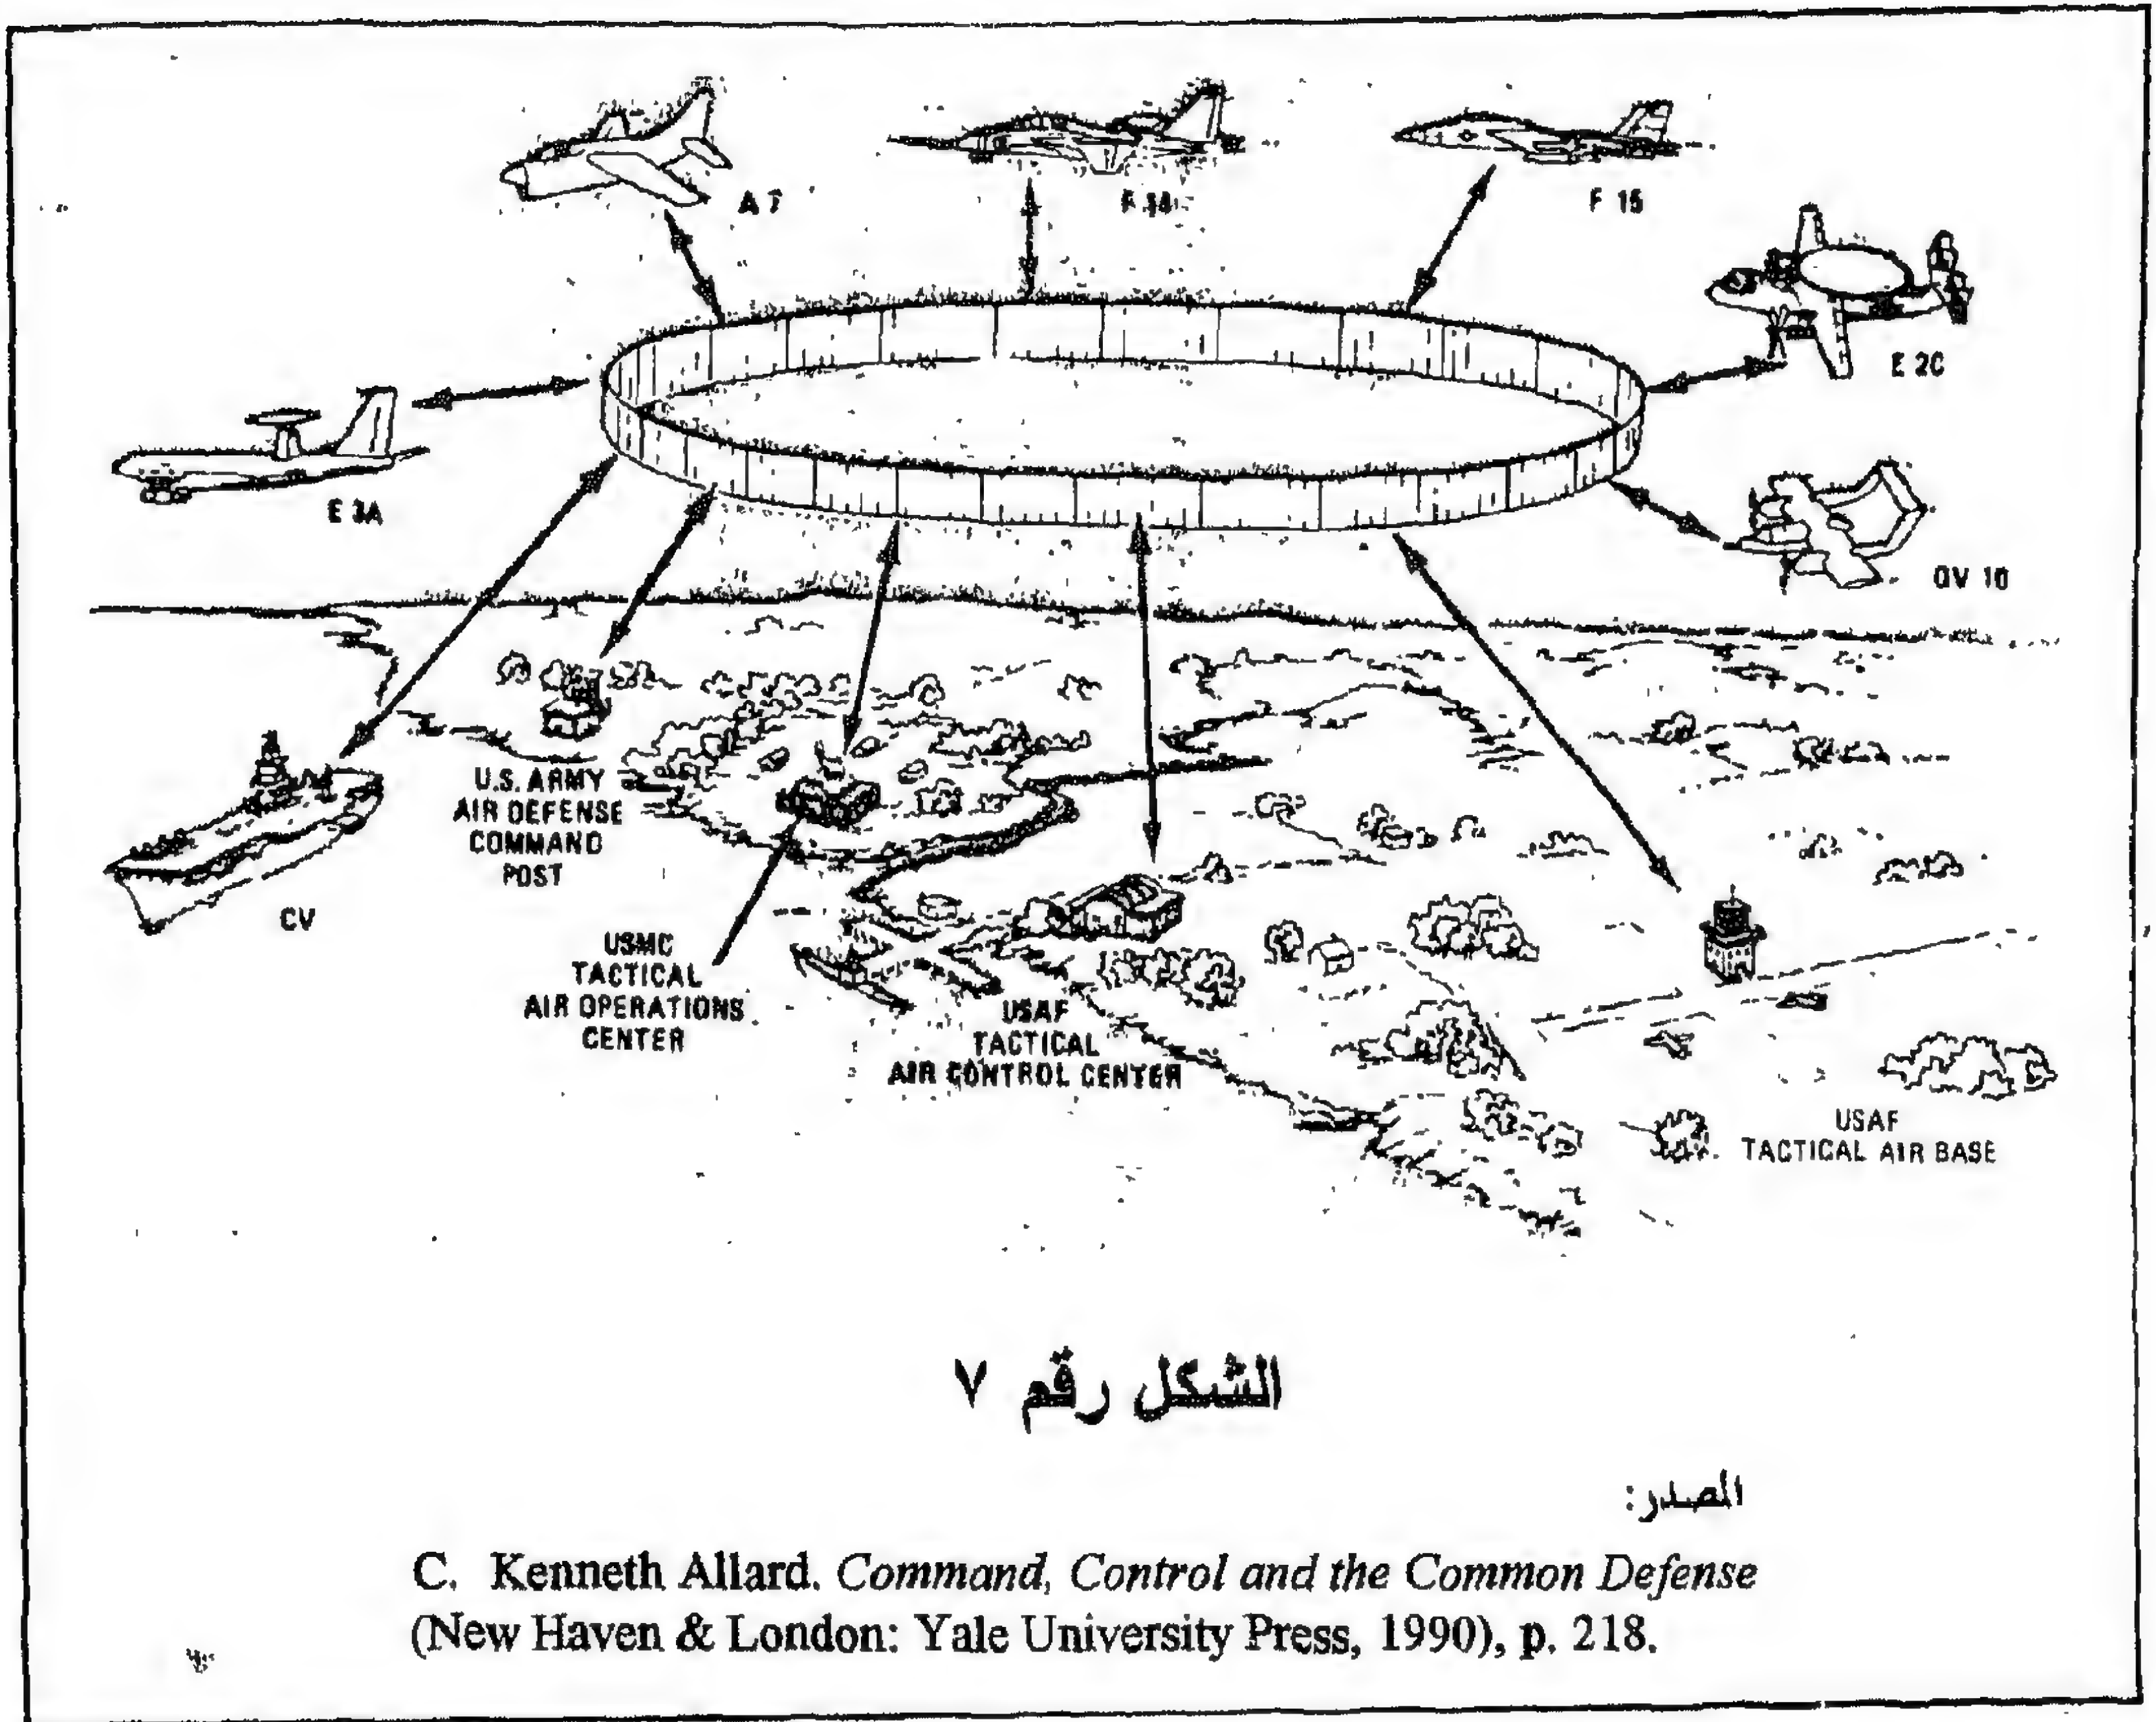 A 7
F 14
F 15
E 2C
E 3A
OV 10
U.S. ARMY
AIR DEFENSE
COMMAND
POST
CV
USMC
TACTICAL
AIR OPERATIONS
CENTER
USAF
TACTICAL
AIR CONTROL CENTER
USAF
TACTICAL AIR BASE
الشكل رقم ٧
المصدر:
C. Kenneth Allard. Command, Control and the Common Defense
(New Haven & London: Yale University Press, 1990), p. 218.